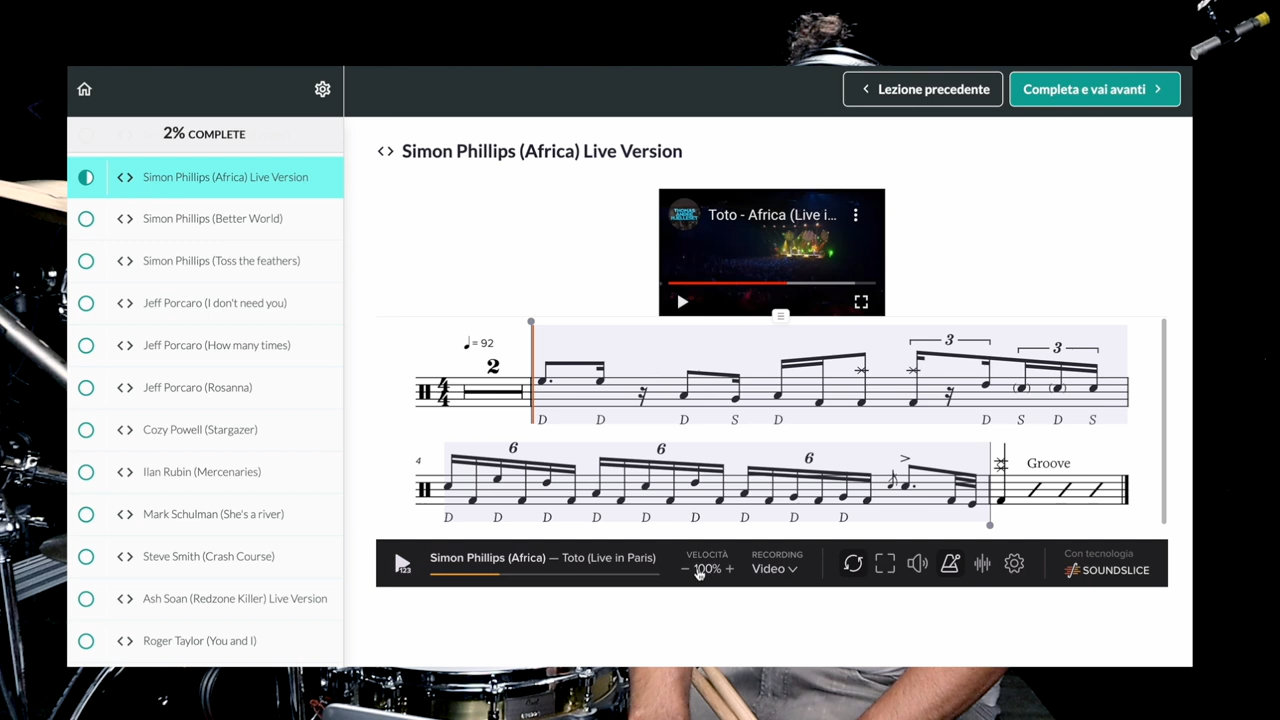 Lezione precedente
Completa e vai avanti
2% COMPLETE
Simon Phillips (Africa) Live Version
Simon Phillips (Better World)
Simon Phillips (Toss the feathers)
Jeff Porcaro (I don't need you)
Jeff Porcaro (How many times)
Jeff Porcaro (Rosanna)
Cozy Powell (Stargazer)
Ilan Rubin (Mercenaries)
Mark Schulman (She's a river)
Steve Smith (Crash Course)
Ash Soan (Redzone Killer) Live Version
Roger Taylor (You and I)
Simon Phillips (Africa) Live Version
Toto - Africa (Live i...
= 92
2
3
3
4
4
D D D S D D S D S
4
6
6
6
>
Groove
D D D D D D D D D
123
Simon Phillips (Africa) — Toto (Live in Paris)
VELOCITÀ
− 100% +
RECORDING
Video
Con tecnologia
SOUNDSLICE